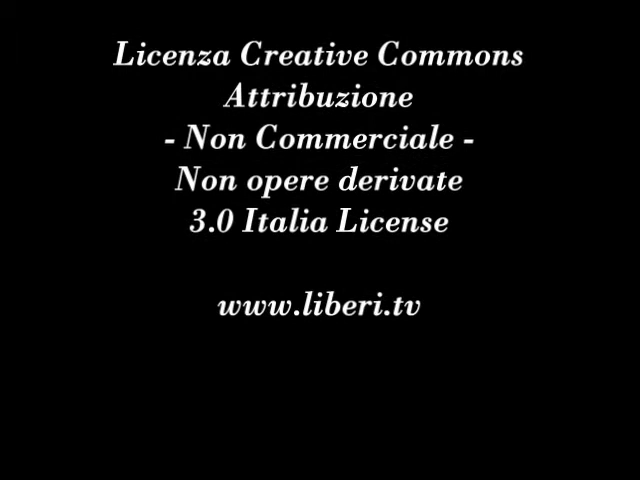 Licenza Creative Commons
Attribuzione
- Non Commerciale -
Non opere derivate
3.0 Italia License
www.liberi.tv